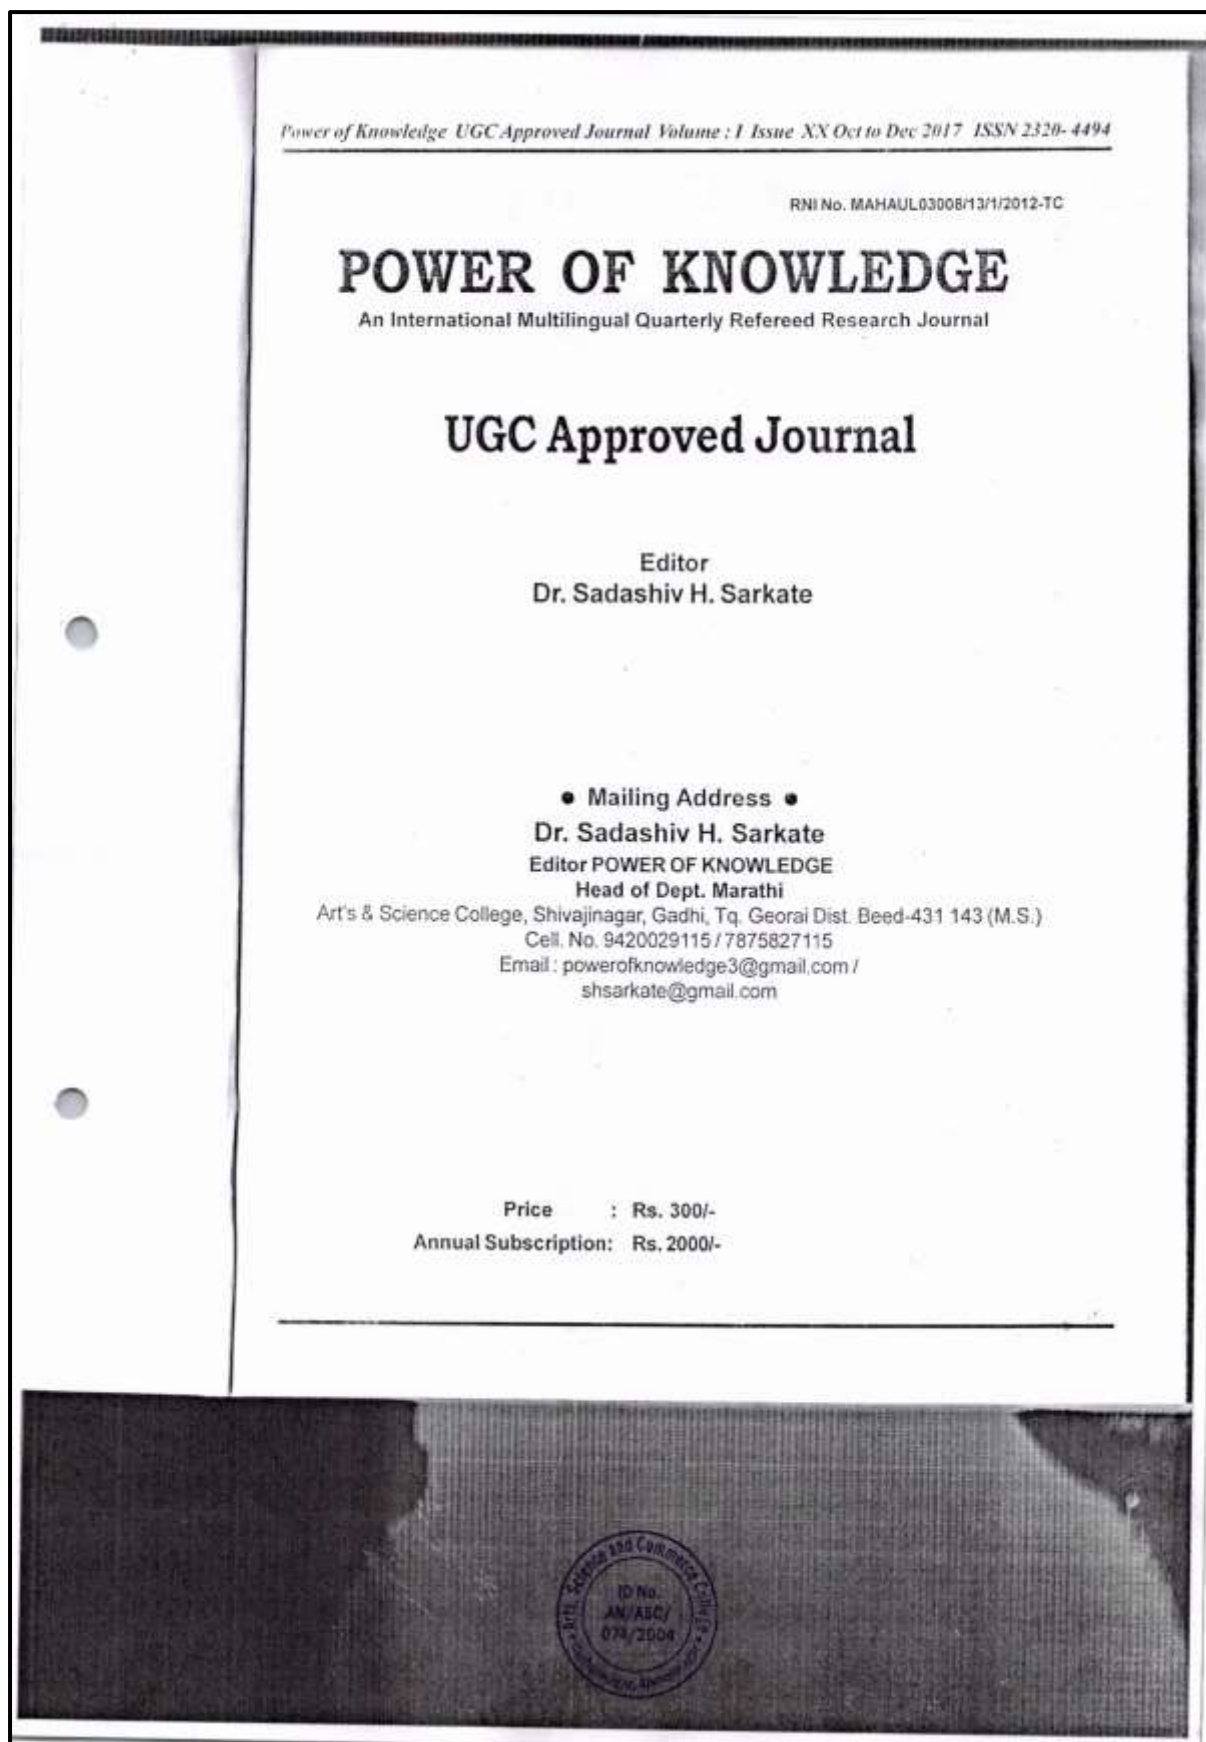 Power of Knowledge UGC Approved Journal Volume : I Issue XX Oct to Dec 2017 ISSN 2320- 4494
RNI No. MAHAUL03008/13/1/2012-TC
POWER OF KNOWLEDGE
An International Multilingual Quarterly Refereed Research Journal
UGC Approved Journal
Editor
Dr. Sadashiv H. Sarkate
● Mailing Address ●
Dr. Sadashiv H. Sarkate
Editor POWER OF KNOWLEDGE
Head of Dept. Marathi
Art's & Science College, Shivajinagar, Gadhi, Tq. Georai Dist. Beed-431 143 (M.S.)
Cell. No. 9420029115 / 7875827115
Email : powerofknowledge3@gmail.com /
shsarkate@gmail.com
Price : Rs. 300/-
Annual Subscription: Rs. 2000/-
Arts, Science and Commerce College
ID No.
AN/ASC/
074/2004